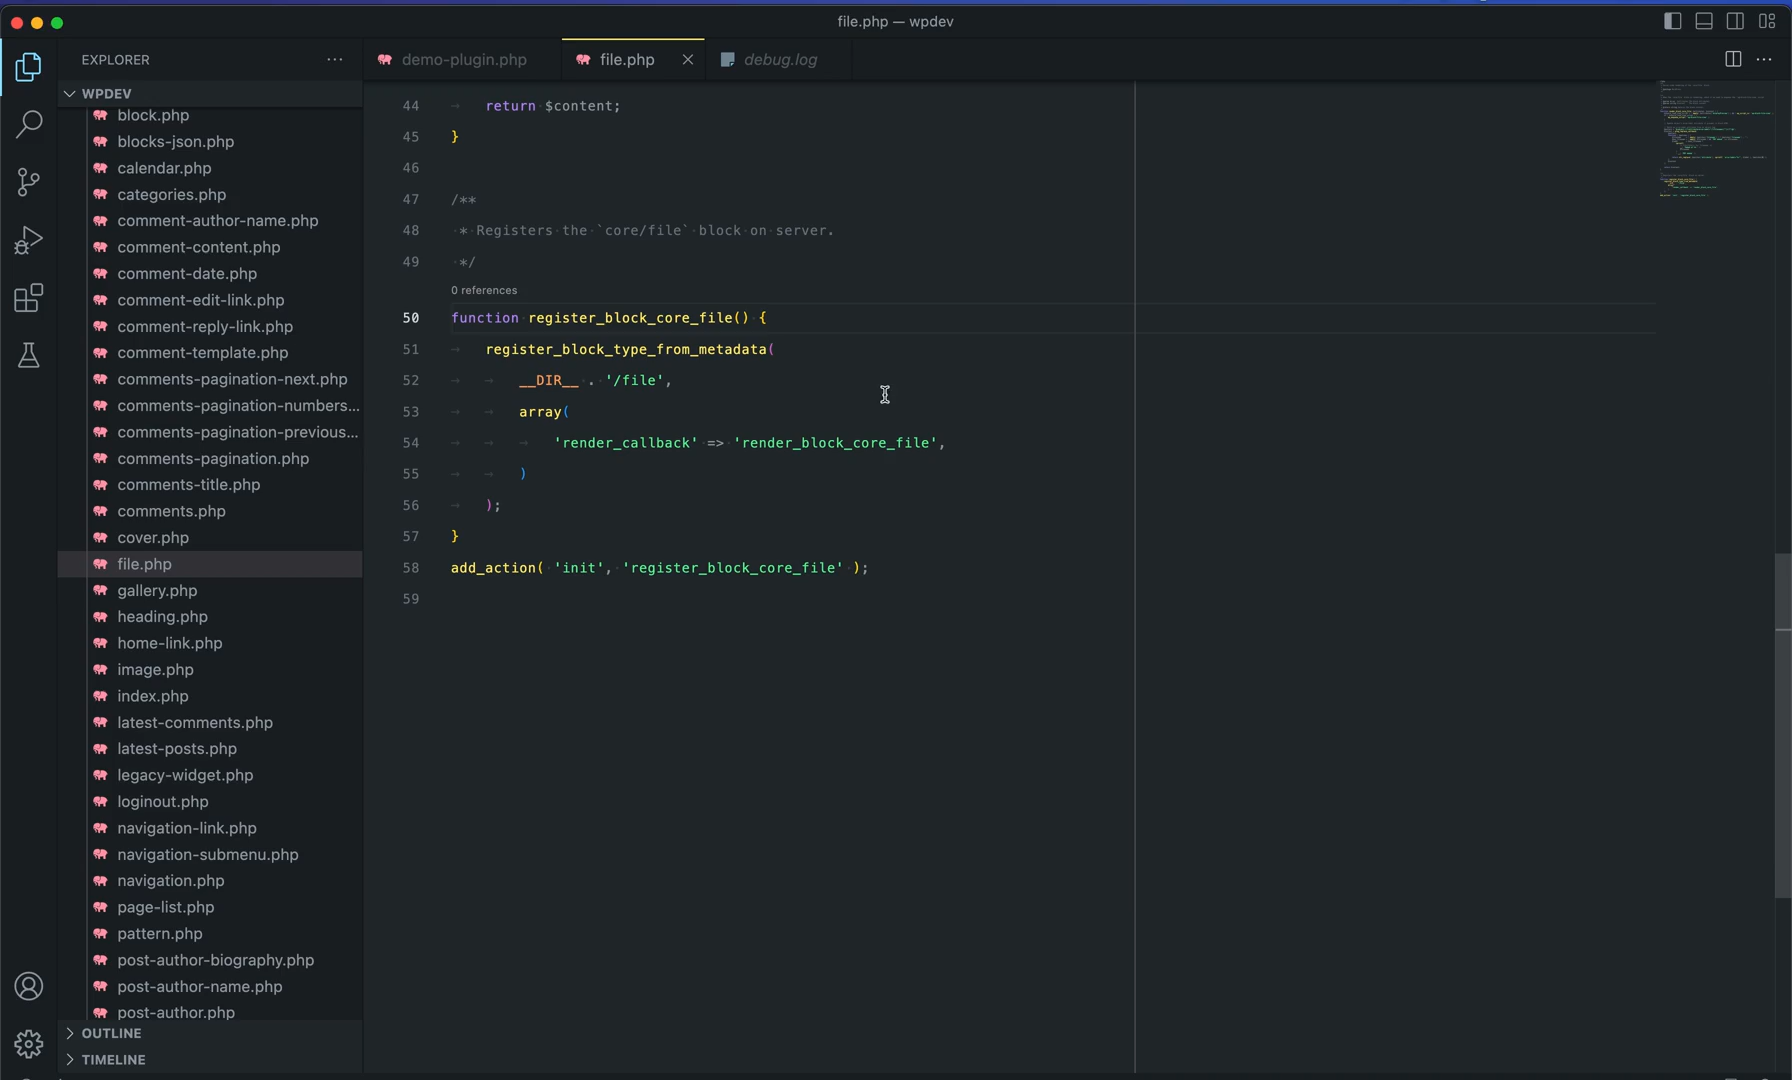 file.php — wpdev
EXPLORER
WPDEV
block.php
blocks-json.php
calendar.php
categories.php
comment-author-name.php
comment-content.php
comment-date.php
comment-edit-link.php
comment-reply-link.php
comment-template.php
comments-pagination-next.php
comments-pagination-numbers...
comments-pagination-previous...
comments-pagination.php
comments-title.php
comments.php
cover.php
file.php
gallery.php
heading.php
home-link.php
image.php
index.php
latest-comments.php
latest-posts.php
legacy-widget.php
loginout.php
navigation-link.php
navigation-submenu.php
navigation.php
page-list.php
pattern.php
post-author-biography.php
post-author-name.php
post-author.php
OUTLINE
TIMELINE
demo-plugin.php
file.php
debug.log
44 return $content;
45 }
46
47 /**
48 * Registers the `core/file` block on server.
49 */
0 references
50 function register_block_core_file() {
51 register_block_type_from_metadata(
52 __DIR__ . '/file',
53 array(
54 'render_callback' => 'render_block_core_file',
55 )
56 );
57 }
58 add_action( 'init', 'register_block_core_file' );
59